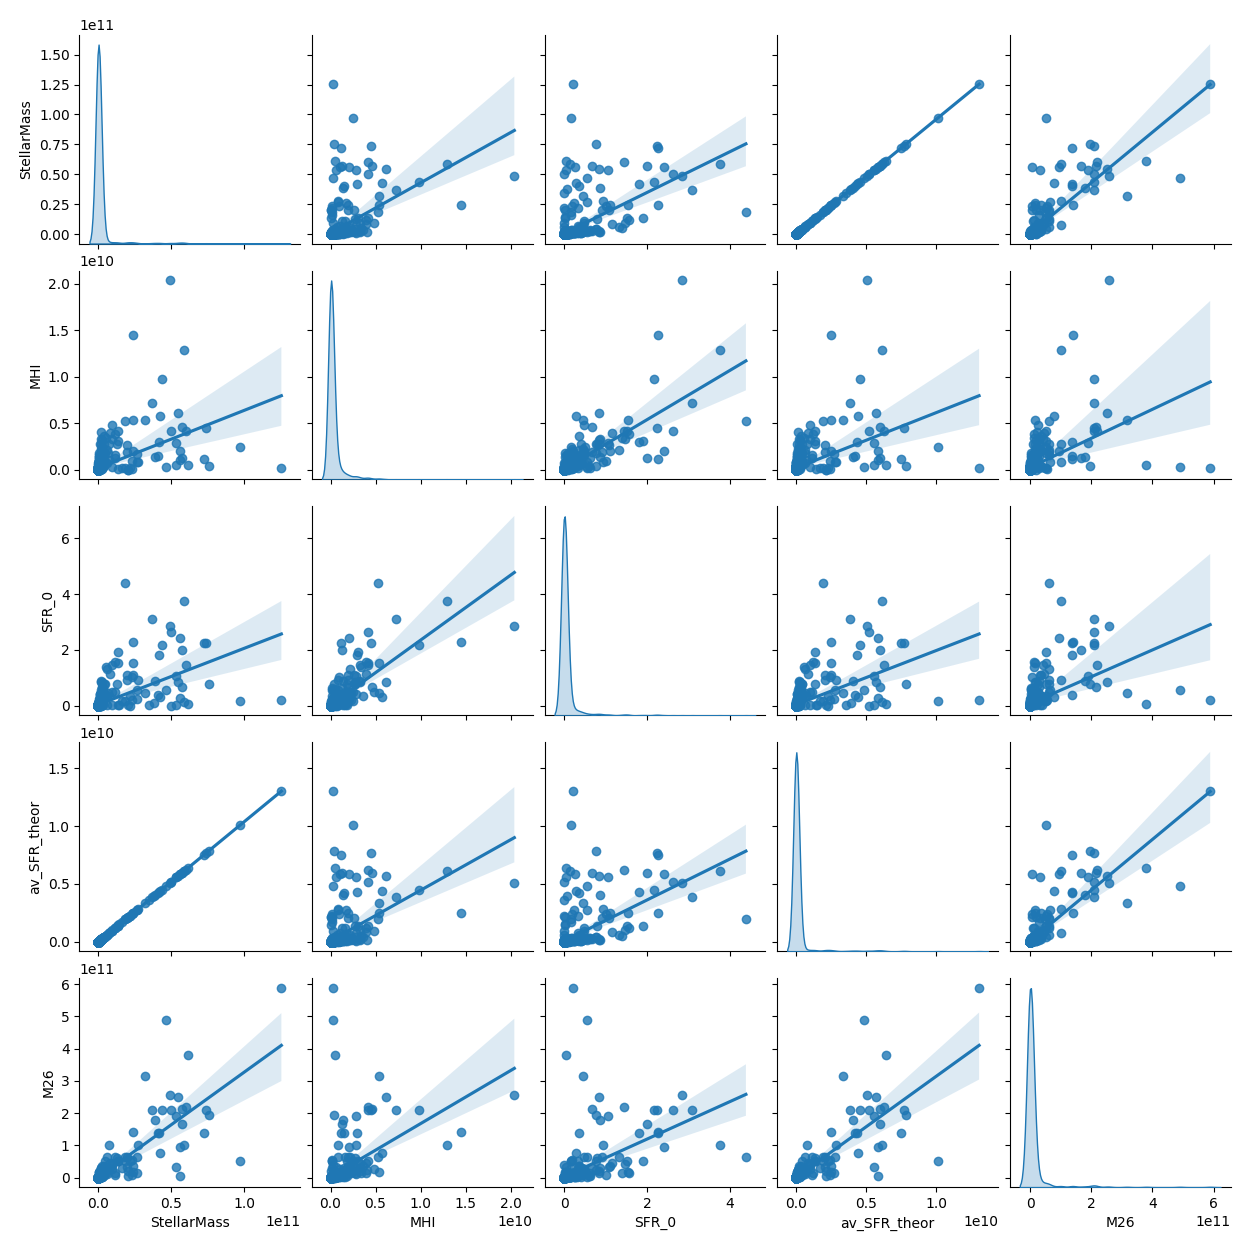 1e11
1.50
1.25
1.00
0.75
0.50
0.25
0.00
StellarMass
1e10
2.0
1.5
1.0
0.5
0.0
MHI
6
4
2
0
SFR_0
1e10
1.5
1.0
0.5
0.0
av_SFR_theor
1e11
6
5
4
3
2
1
0
M26
0.0 0.5 1.0
StellarMass 1e11
0.0 0.5 1.0 1.5 2.0
MHI 1e10
0 2 4
SFR_0
0.0 0.5 1.0
av_SFR_theor 1e10
0 2 4 6
M26 1e11